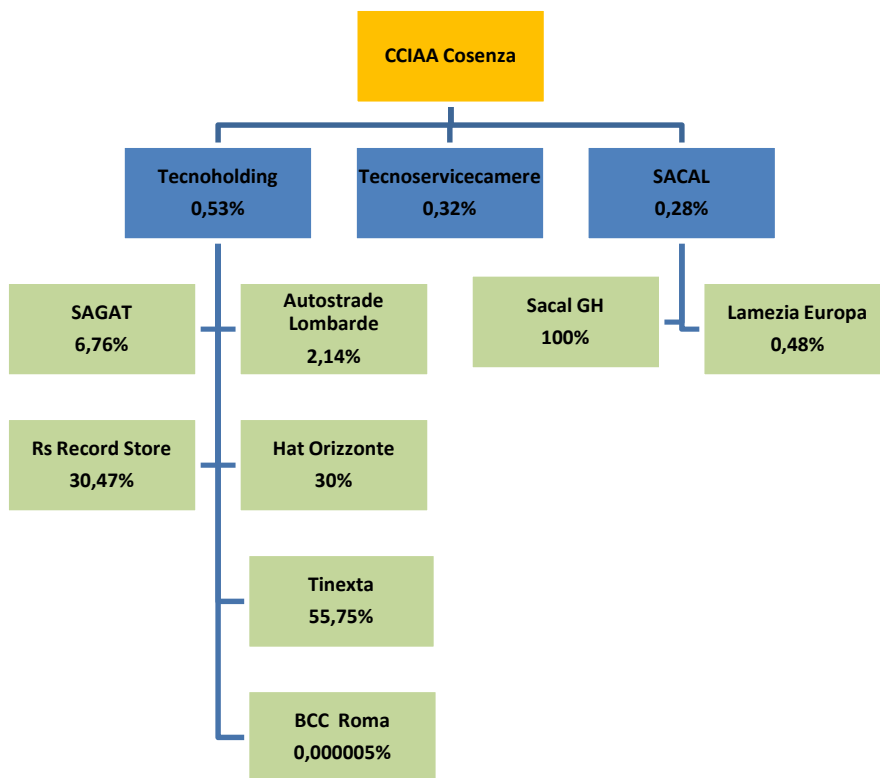 CCIAA Cosenza
Tecnoholding
0,53%
Tecnoservicecamere
0,32%
SACAL
0,28%
SAGAT
6,76%
Autostrade
Lombarde
2,14%
Sacal GH
100%
Lamezia Europa
0,48%
Rs Record Store
30,47%
Hat Orizzonte
30%
Tinexta
55,75%
BCC Roma
0,000005%